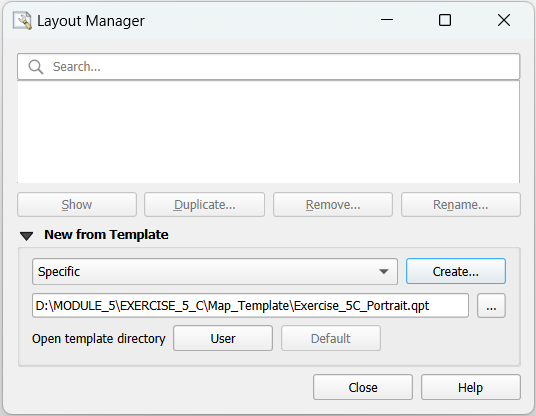 Layout Manager
Search...
Show Duplicate... Remove... Rename...
New from Template
Specific Create...
D:\MODULE_5\EXERCISE_5_C\Map_Template\Exercise_5C_Portrait.qpt ...
Open template directory User Default
Close Help